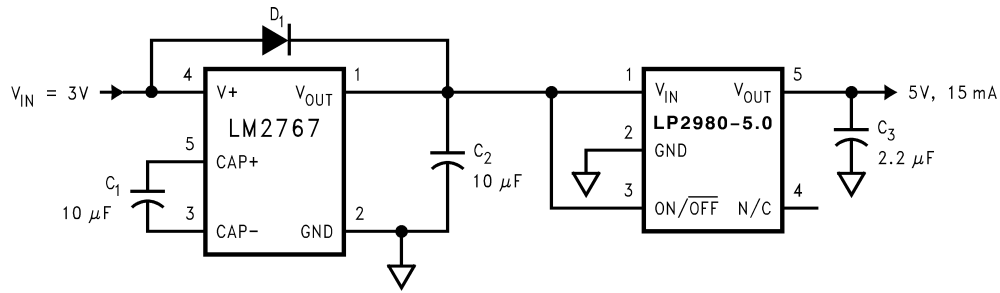 D1
VIN = 3V
4
V+
VOUT
1
LM2767
5
CAP+
C1
10 μF
3
CAP-
GND
2
C2
10 μF
1
VIN
VOUT
5
LP2980-5.0
2
GND
3
ON/OFF
N/C
4
5V, 15 mA
C3
2.2 μF